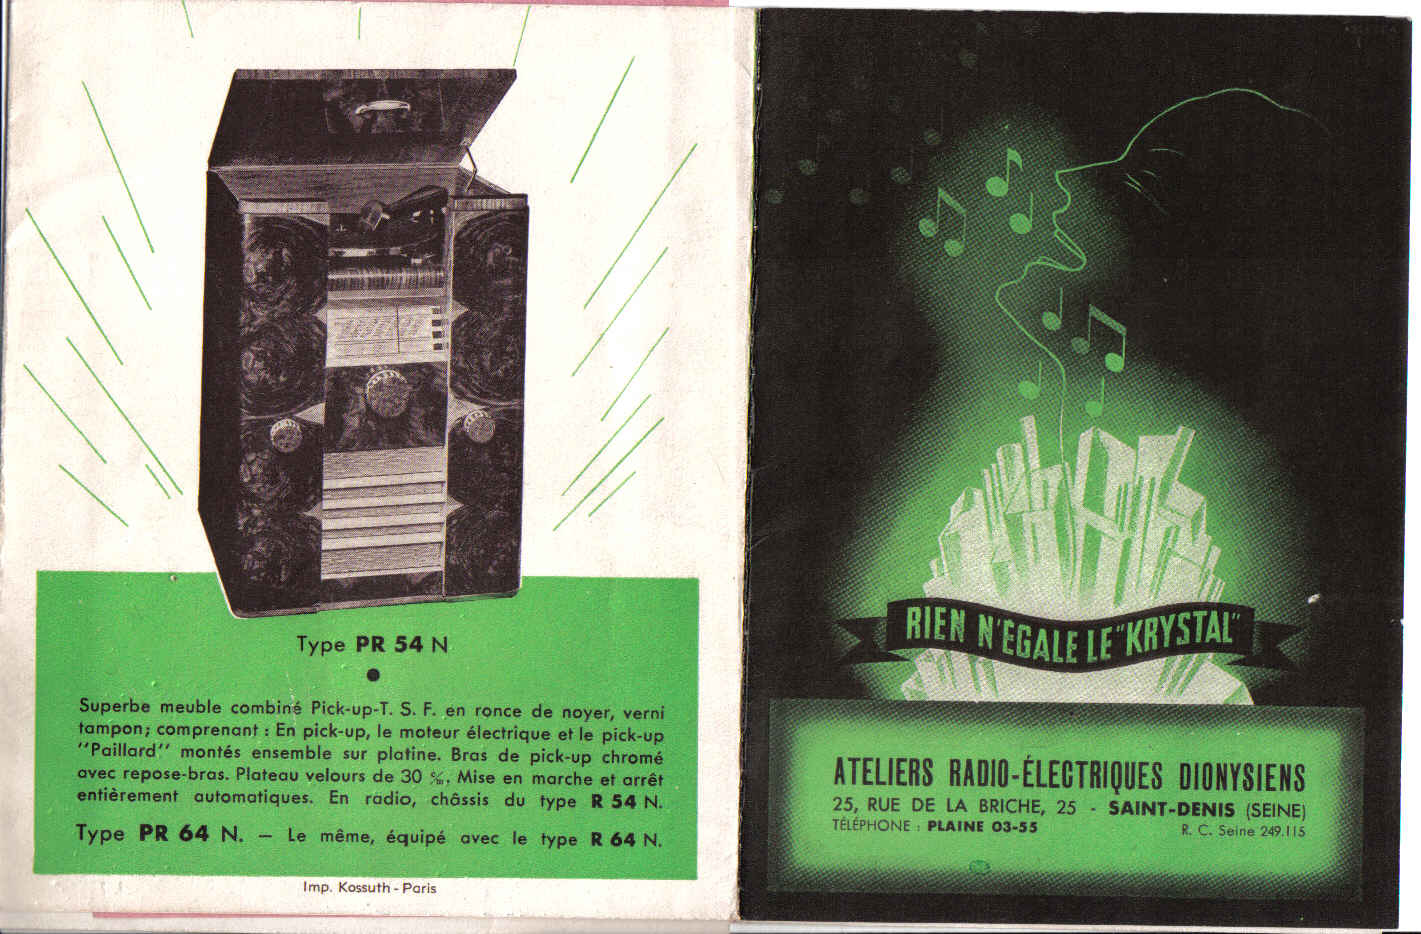 Type PR 54 N
Superbe meuble combiné Pick-up-T. S. F. en ronce de noyer, verni
tampon; comprenant : En pick-up, le moteur électrique et le pick-up
"Paillard" montés ensemble sur platine. Bras de pick-up chromé
avec repose-bras. Plateau velours de 30 c/m. Mise en marche et arrêt
entièrement automatiques. En radio, châssis du type R 54 N.
Type PR 64 N. — Le même, équipé avec le type R 64 N.
Imp. Kossuth - Paris
RIEN N'ÉGALE LE "KRYSTAL"
ATELIERS RADIO-ÉLECTRIQUES DIONYSIENS
25, RUE DE LA BRICHE, 25 - SAINT-DENIS (SEINE)
TÉLÉPHONE : PLAINE 03-55 R. C. Seine 249.115